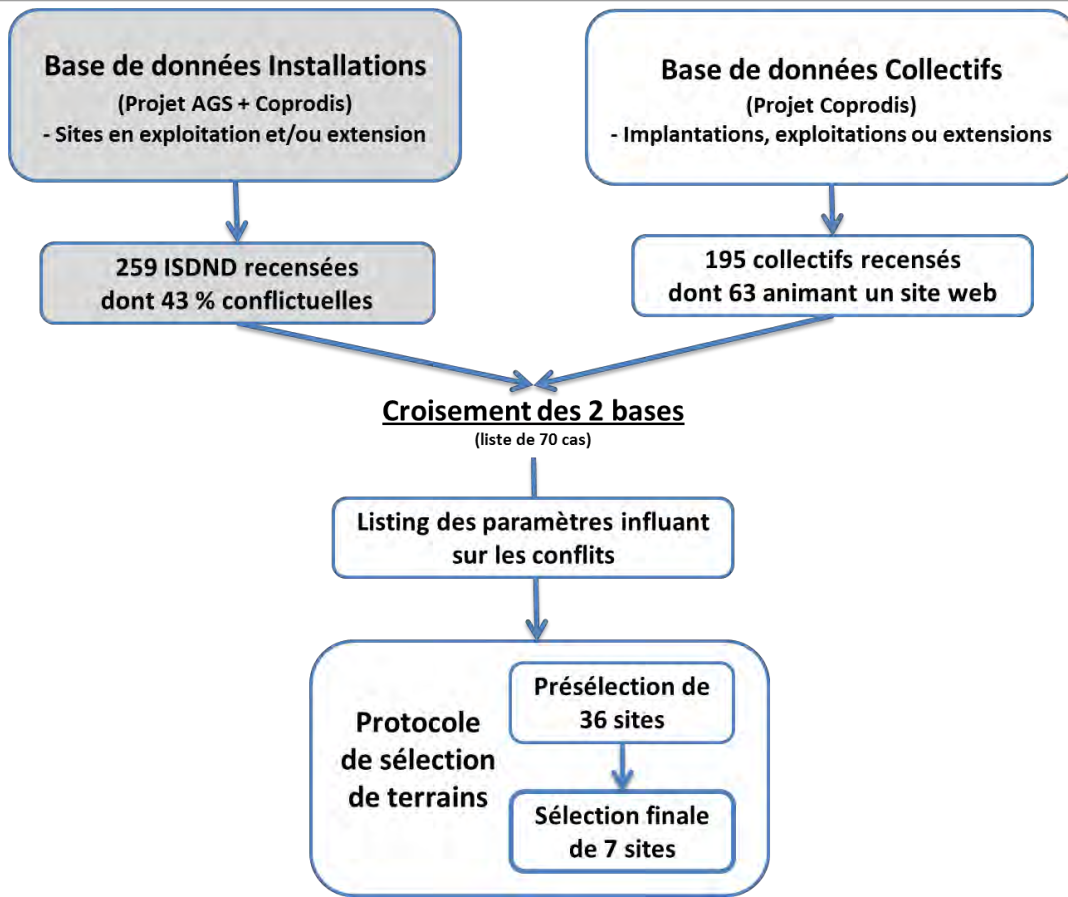 Base de données Installations
(Projet AGS + Coprodis)
- Sites en exploitation et/ou extension
Base de données Collectifs
(Projet Coprodis)
- Implantations, exploitations ou extensions
259 ISDND recensées
dont 43 % conflictuelles
195 collectifs recensés
dont 63 animant un site web
Croisement des 2 bases
(liste de 70 cas)
Listing des paramètres influant
sur les conflits
Protocole
de sélection
de terrains
Présélection de
36 sites
Sélection finale
de 7 sites